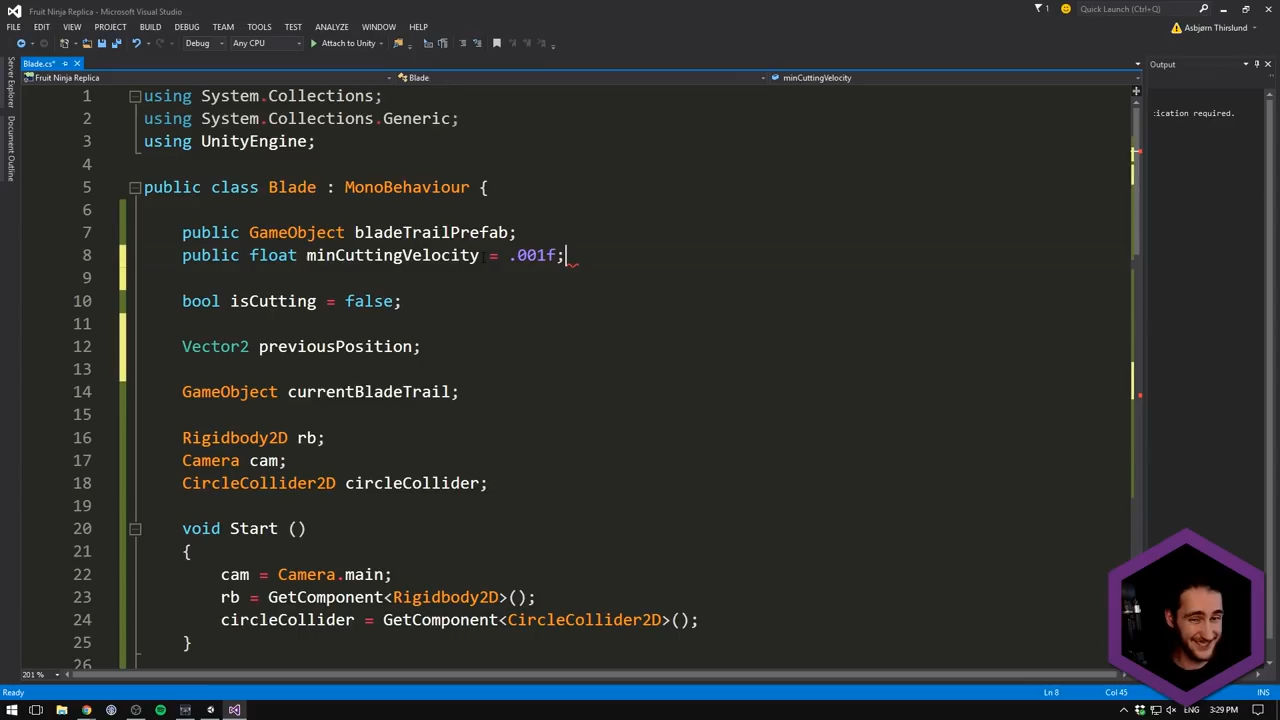 Fruit Ninja Replica - Microsoft Visual Studio
Quick Launch (Ctrl+Q)
FILE EDIT VIEW PROJECT BUILD DEBUG TEAM TOOLS TEST ANALYZE WINDOW HELP
Asbjørn Thirslund
Debug Any CPU Attach to Unity
Blade.cs*
Output
Fruit Ninja Replica Blade minCuttingVelocity
Server Explorer
Document Outline
ication required.
1 using System.Collections;
2 using System.Collections.Generic;
3 using UnityEngine;
4
5 public class Blade : MonoBehaviour {
6
7 public GameObject bladeTrailPrefab;
8 public float minCuttingVelocity = .001f;
9
10 bool isCutting = false;
11
12 Vector2 previousPosition;
13
14 GameObject currentBladeTrail;
15
16 Rigidbody2D rb;
17 Camera cam;
18 CircleCollider2D circleCollider;
19
20 void Start ()
21 {
22 cam = Camera.main;
23 rb = GetComponent<Rigidbody2D>();
24 circleCollider = GetComponent<CircleCollider2D>();
25 }
26
201 %
Ready Ln 8 Col 45 INS
ENG 3:29 PM